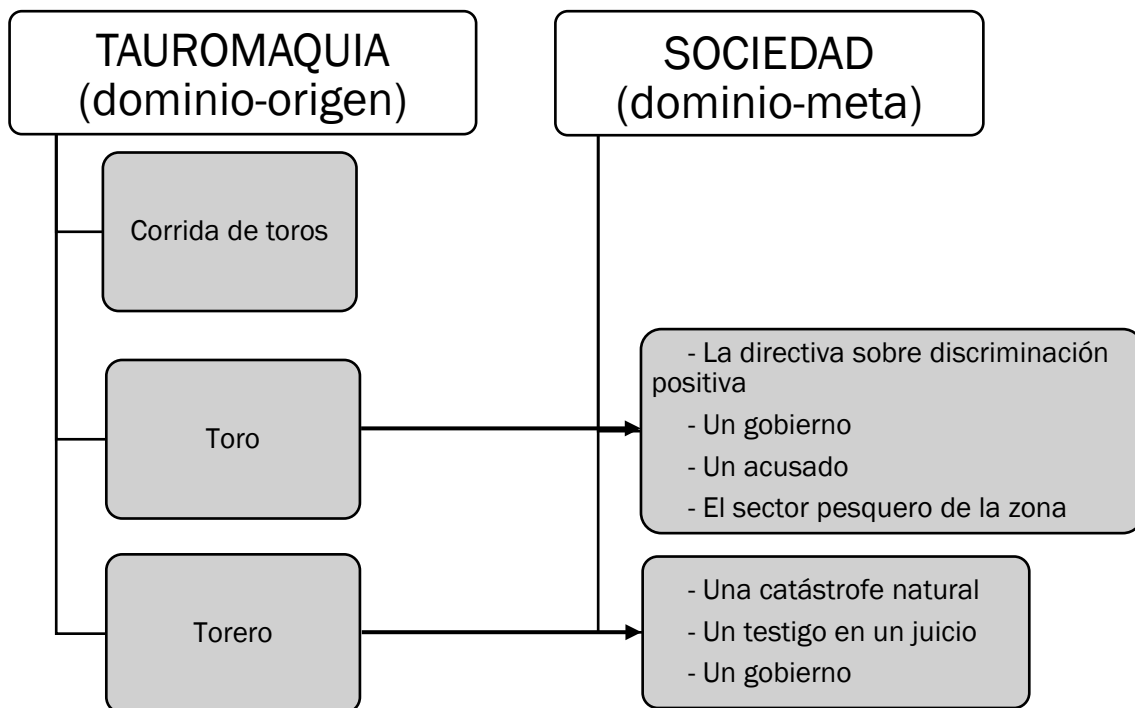 TAUROMAQUIA
(dominio-origen)
SOCIEDAD
(dominio-meta)
Corrida de toros
Toro
- La directiva sobre discriminación
positiva
- Un gobierno
- Un acusado
- El sector pesquero de la zona
Torero
- Una catástrofe natural
- Un testigo en un juicio
- Un gobierno